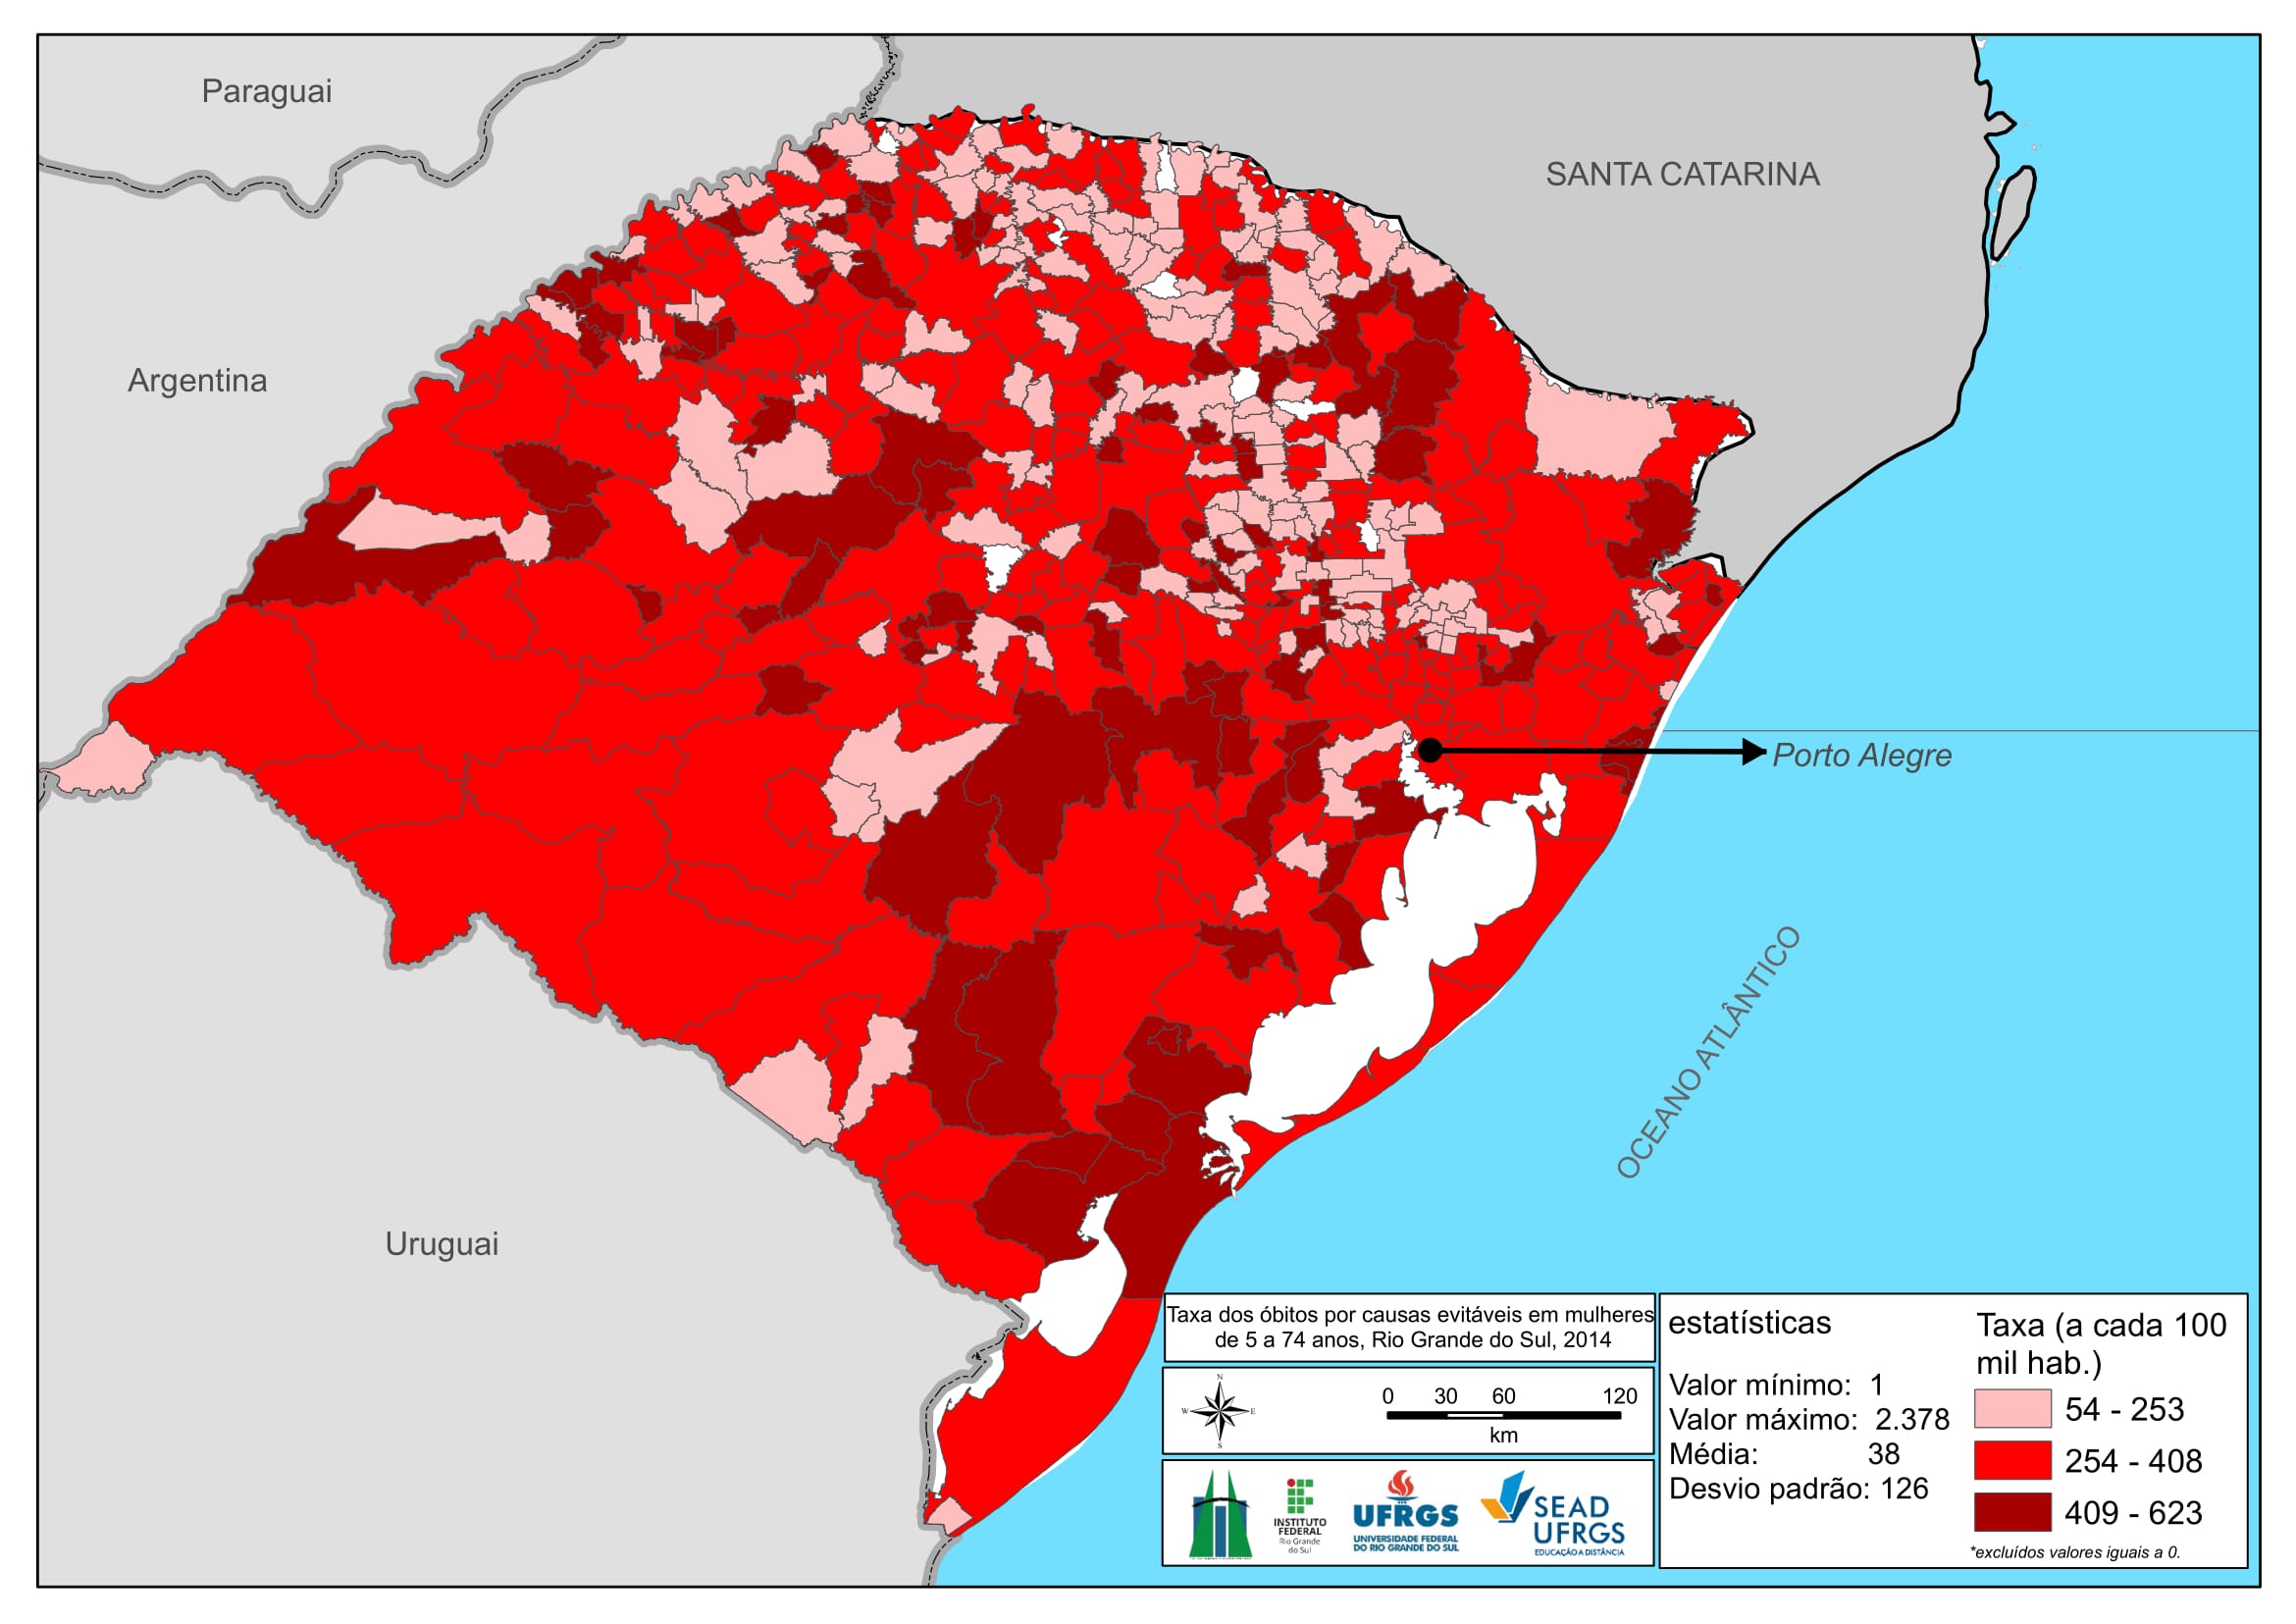 Paraguai
SANTA CATARINA
Argentina
Porto Alegre
OCEANO ATLÂNTICO
Uruguai
Taxa dos óbitos por causas evitáveis em mulheres
de 5 a 74 anos, Rio Grande do Sul, 2014
N
W
E
S
0 30 60 120
km
INSTITUTO
FEDERAL
Rio Grande
do Sul
UFRGS
UNIVERSIDADE FEDERAL
DO RIO GRANDE DO SUL
SEAD
UFRGS
EDUCAÇÃO A DISTÂNCIA
estatísticas
Valor mínimo: 1
Valor máximo: 2.378
Média: 38
Desvio padrão: 126
Taxa (a cada 100
mil hab.)
54 - 253
254 - 408
409 - 623
*excluídos valores iguais a 0.